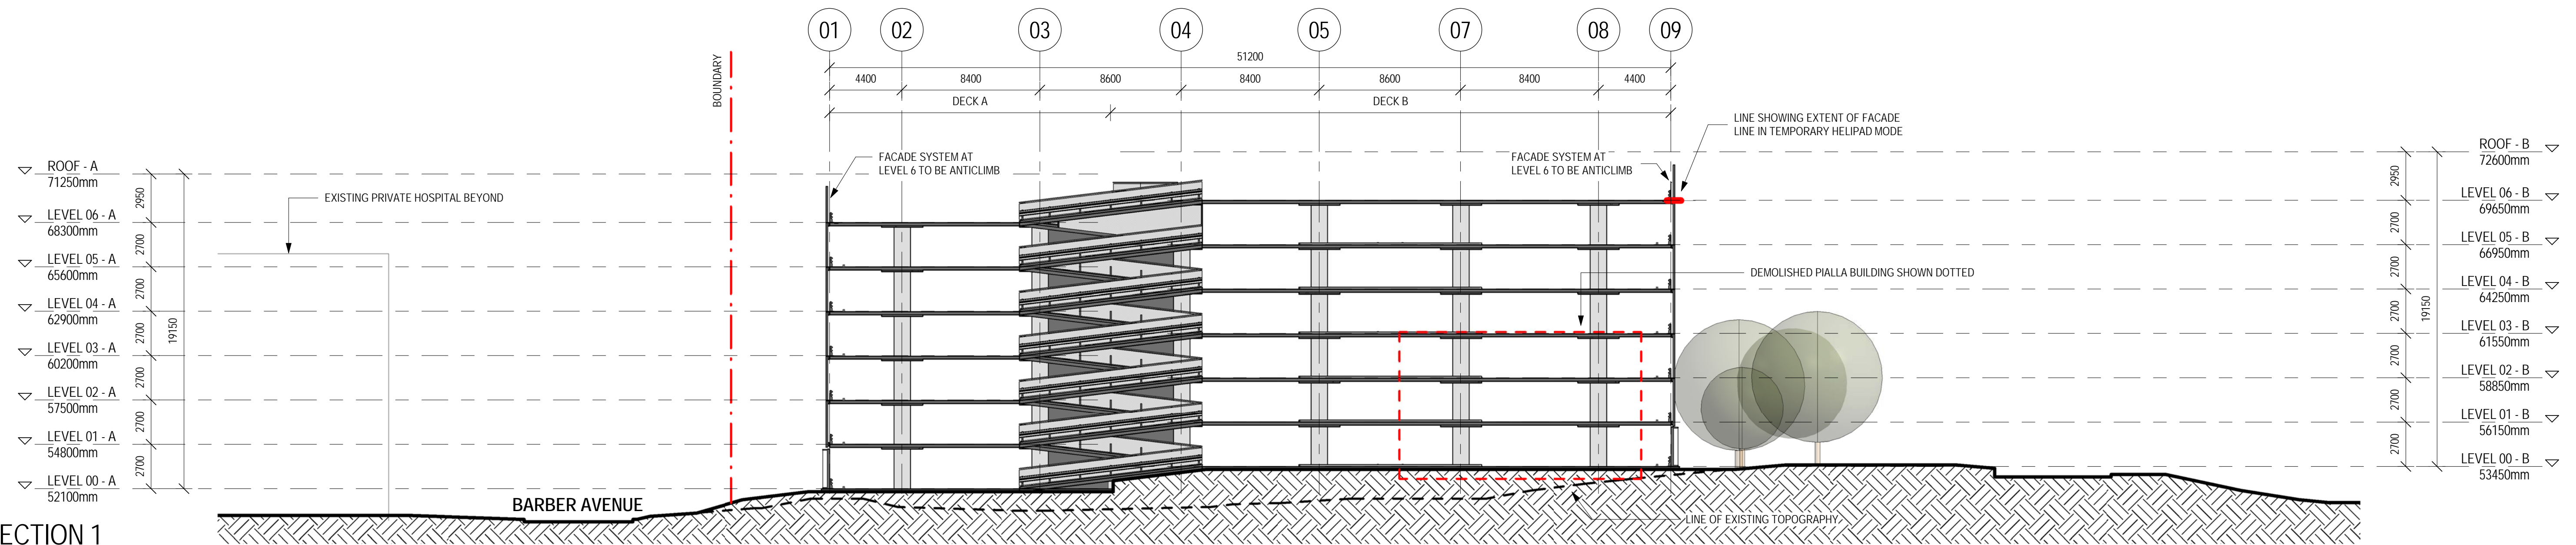 01 02 03 04 05 07 08 09
51200
4400 8400 8600 8400 8600 8400 4400
DECK A DECK B
BOUNDARY
LINE SHOWING EXTENT OF FACADE
LINE IN TEMPORARY HELIPAD MODE
FACADE SYSTEM AT
LEVEL 6 TO BE ANTICLIMB
FACADE SYSTEM AT
LEVEL 6 TO BE ANTICLIMB
EXISTING PRIVATE HOSPITAL BEYOND
DEMOLISHED PIALLA BUILDING SHOWN DOTTED
ROOF - A
71250mm
LEVEL 06 - A
68300mm
LEVEL 05 - A
65600mm
LEVEL 04 - A
62900mm
LEVEL 03 - A
60200mm
LEVEL 02 - A
57500mm
LEVEL 01 - A
54800mm
LEVEL 00 - A
52100mm
2950
2700
2700
2700
2700
2700
2700
19150
ROOF - B
72600mm
LEVEL 06 - B
69650mm
LEVEL 05 - B
66950mm
LEVEL 04 - B
64250mm
LEVEL 03 - B
61550mm
LEVEL 02 - B
58850mm
LEVEL 01 - B
56150mm
LEVEL 00 - B
53450mm
2950
2700
2700
2700
2700
2700
2700
19150
BARBER AVENUE
LINE OF EXISTING TOPOGRAPHY
ECTION 1